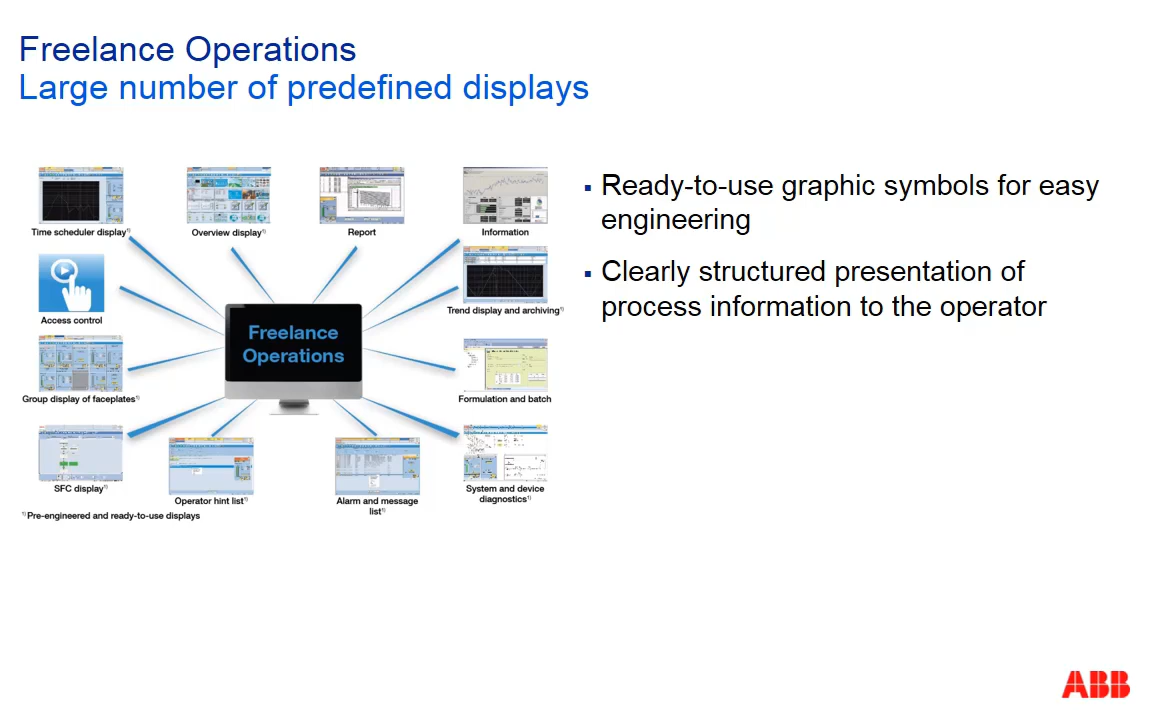 Freelance Operations
Large number of predefined displays
Time scheduler display¹⁾
Overview display¹⁾
Report
Information
Access control
Trend display and archiving¹⁾
Freelance
Operations
Group display of faceplates¹⁾
Formulation and batch
SFC display¹⁾
Operator hint list¹⁾
Alarm and message
list¹⁾
System and device
diagnostics¹⁾
¹⁾ Pre-engineered and ready-to-use displays
▪ Ready-to-use graphic symbols for easy
engineering
▪ Clearly structured presentation of
process information to the operator
ABB